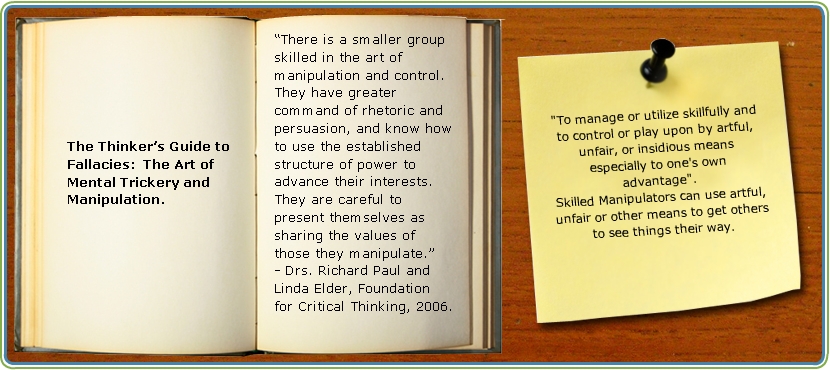 The Thinker’s Guide to
Fallacies:  The Art of
Mental Trickery and
Manipulation.
“There is a smaller group
skilled in the art of
manipulation and control.
They have greater
command of rhetoric and
persuasion, and know how
to use the established
structure of power to
advance their interests.
They are careful to
present themselves as
sharing the values of
those they manipulate.”
– Drs. Richard Paul and
Linda Elder, Foundation
for Critical Thinking, 2006.
"To manage or utilize skillfully and
to control or play upon by artful,
unfair, or insidious means
especially to one's own
advantage".
Skilled Manipulators can use artful,
unfair or other means to get others
to see things their way.